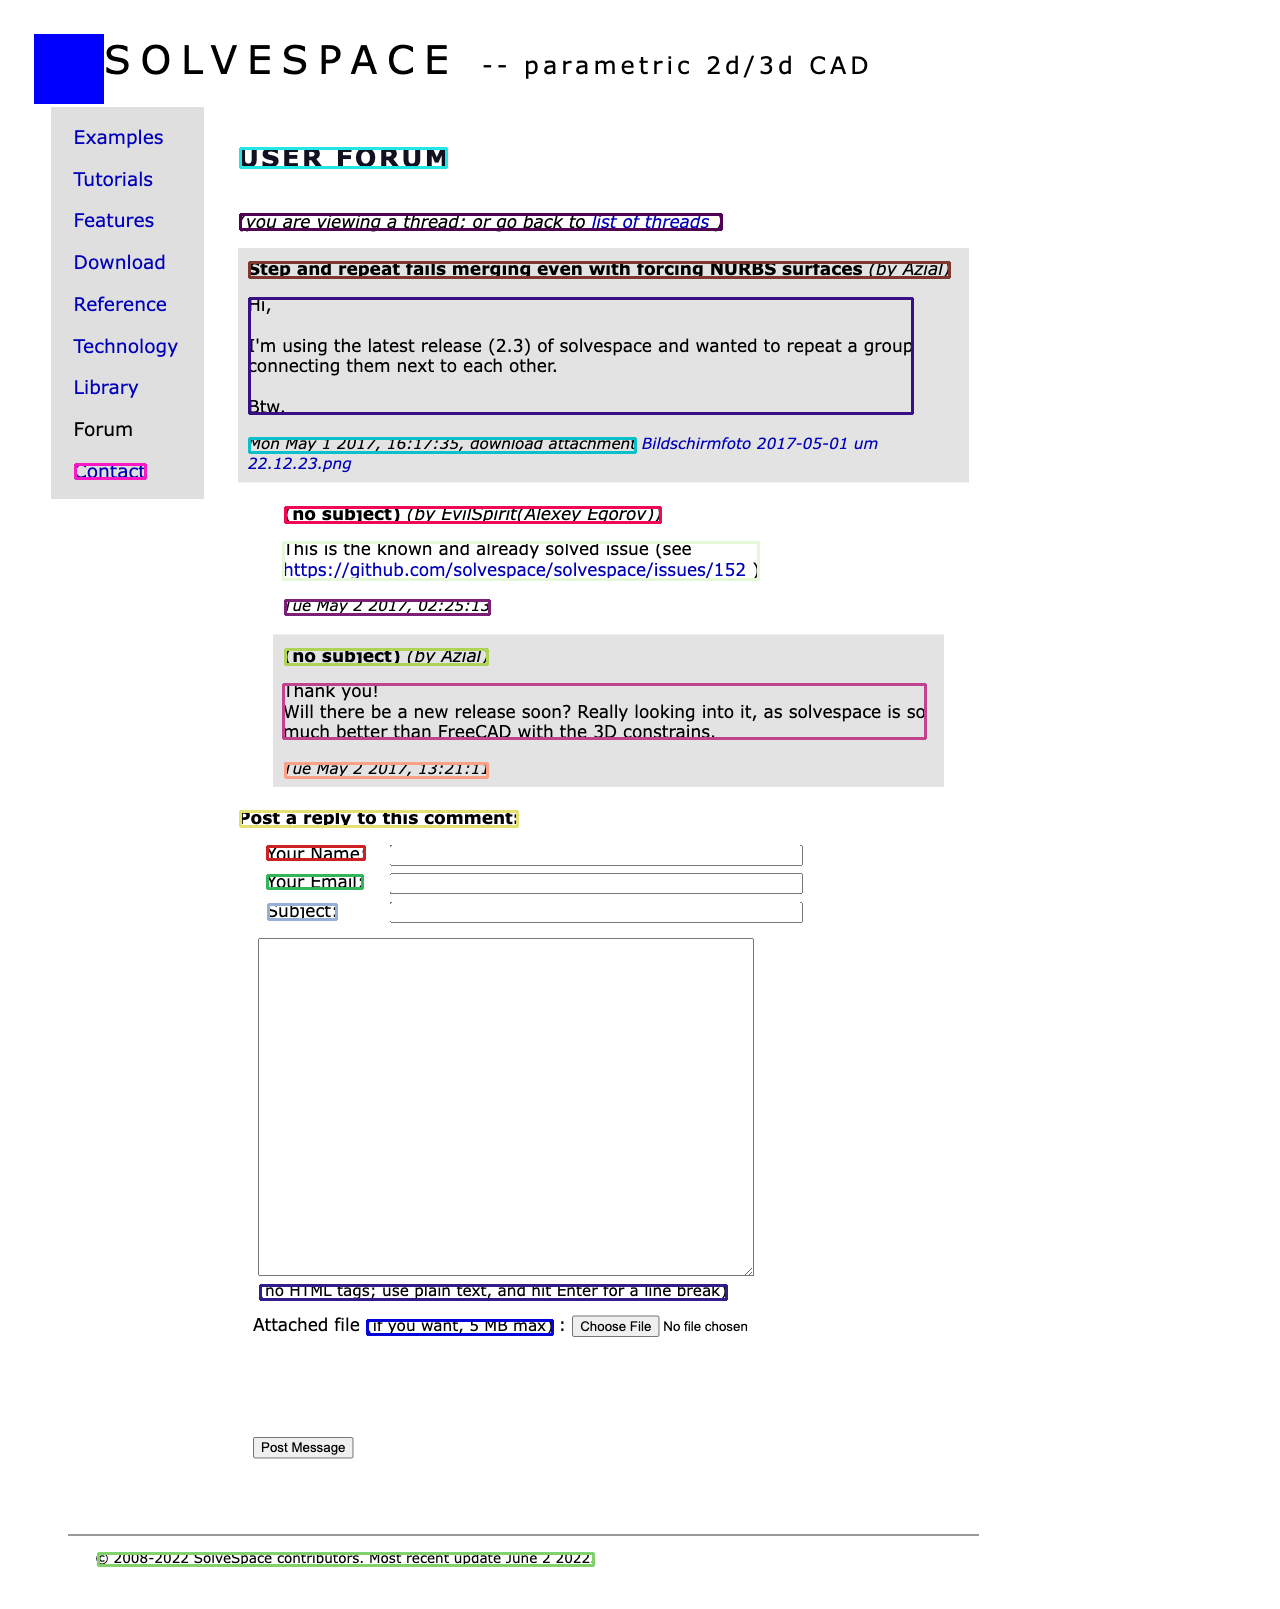 SOLVESPACE -- parametric 2d/3d CAD
Examples
Tutorials
Features
Download
Reference
Technology
Library
Forum
Contact
USER FORUM
(you are viewing a thread; or go back to list of threads )
Step and repeat fails merging even with forcing NURBS surfaces (by Azial)
Hi,
I'm using the latest release (2.3) of solvespace and wanted to repeat a group
connecting them next to each other.
Btw.
Mon May 1 2017, 16:17:35, download attachment Bildschirmfoto 2017-05-01 um
22.12.23.png
(no subject) (by EvilSpirit(Alexey Egorov))
This is the known and already solved issue (see
https://github.com/solvespace/solvespace/issues/152 )
Tue May 2 2017, 02:25:13
(no subject) (by Azial)
Thank you!
Will there be a new release soon? Really looking into it, as solvespace is so
much better than FreeCAD with the 3D constrains.
Tue May 2 2017, 13:21:11
Post a reply to this comment:
Your Name:
Your Email:
Subject:
(no HTML tags; use plain text, and hit Enter for a line break)
Attached file (if you want, 5 MB max) : Choose File No file chosen
Post Message
© 2008-2022 SolveSpace contributors. Most recent update June 2 2022.